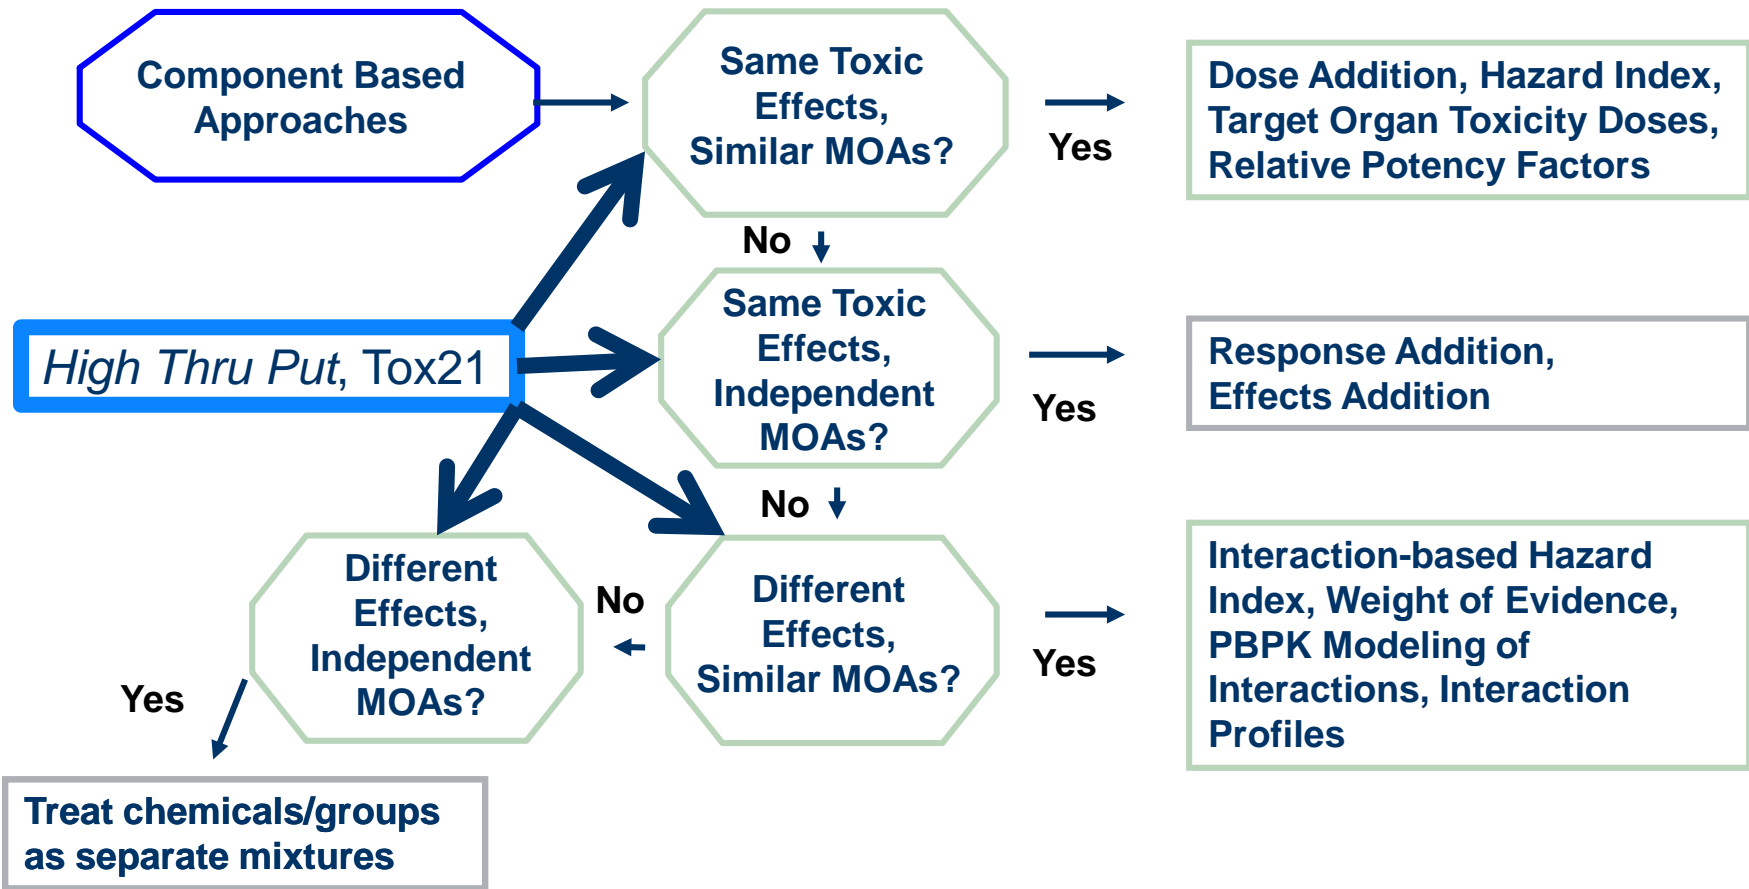 Component Based
Approaches
Same Toxic
Effects,
Similar MOAs?
Yes
Dose Addition, Hazard Index,
Target Organ Toxicity Doses,
Relative Potency Factors
No
High Thru Put, Tox21
Same Toxic
Effects,
Independent
MOAs?
Yes
Response Addition,
Effects Addition
No
Different
Effects,
Similar MOAs?
Yes
Interaction-based Hazard
Index, Weight of Evidence,
PBPK Modeling of
Interactions, Interaction
Profiles
No
Different
Effects,
Independent
MOAs?
Yes
Treat chemicals/groups
as separate mixtures